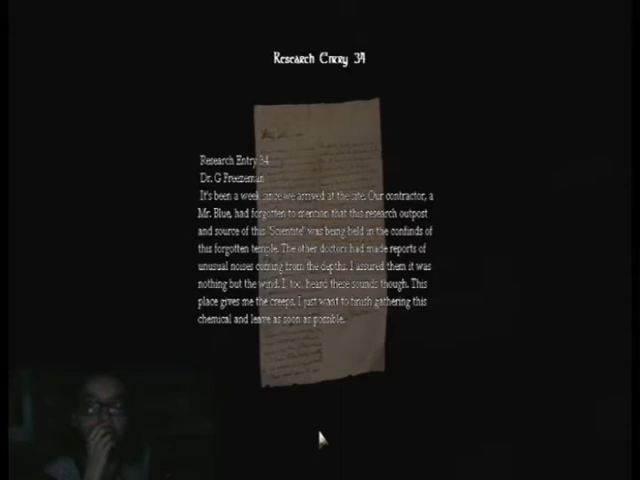 Research Entry 34
Research Entry 34
Dr. G Freezeman
It's been a week since we arrived at the site. Our contractor, a
Mr. Blue, had forgotten to mention that this research outpost
and source of this 'Scientite' was being held in the confinds of
this forgotten temple. The other doctors had made reports of
unusual noises coming from the depths. I assured them it was
nothing but the wind. I, too, heard these sounds though. This
place gives me the creeps. I just want to finish gathering this
chemical and leave as soon as possible.